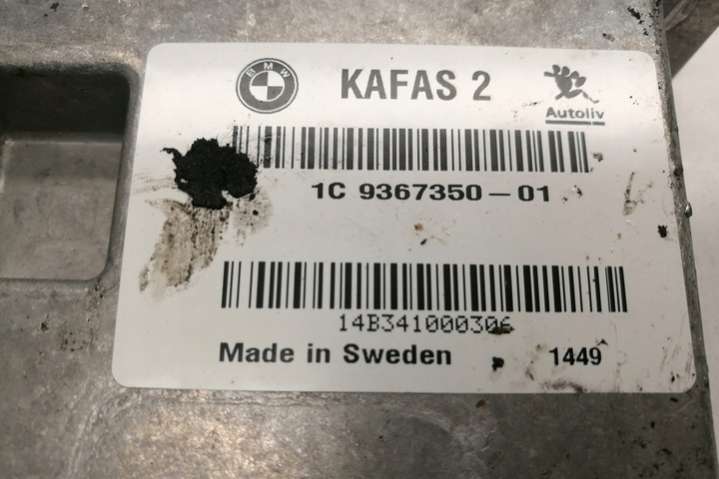 BMW
KAFAS 2
Autoliv
1C 9367350-01
14B341000306
Made in Sweden 1449